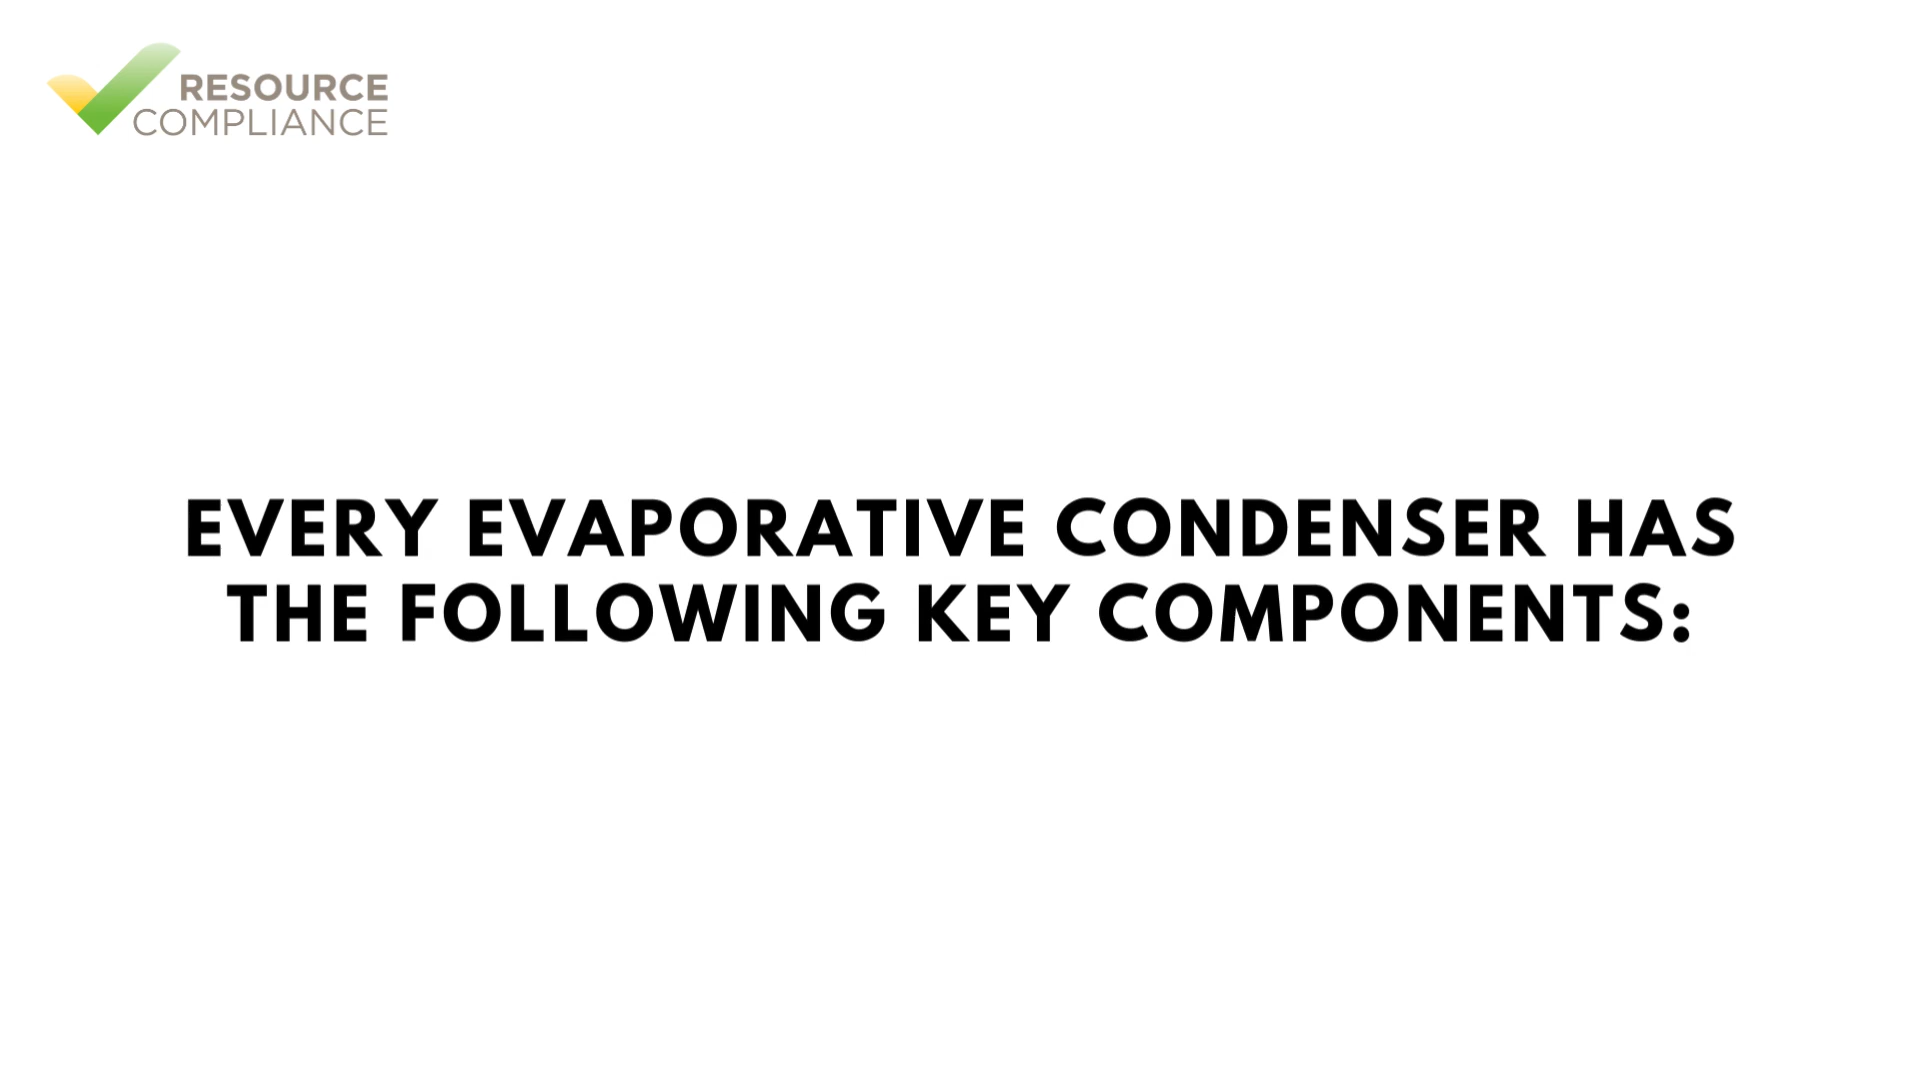 RESOURCE
COMPLIANCE
EVERY EVAPORATIVE CONDENSER HAS
THE FOLLOWING KEY COMPONENTS: